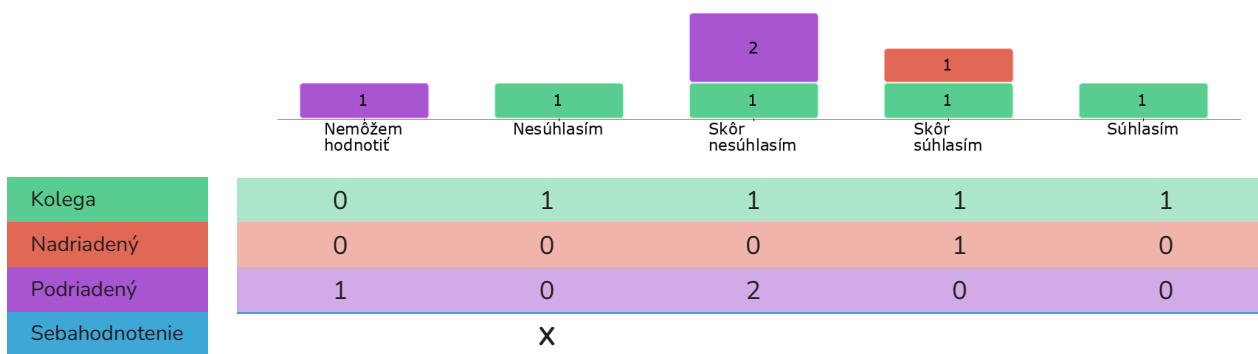 2
1
1 1 1 1 1
Nemôžem Nesúhlasím Skôr Skôr Súhlasím
hodnotiť nesúhlasím súhlasím
Kolega 0 1 1 1 1
Nadriadený 0 0 0 1 0
Podriadený 1 0 2 0 0
Sebahodnotenie x